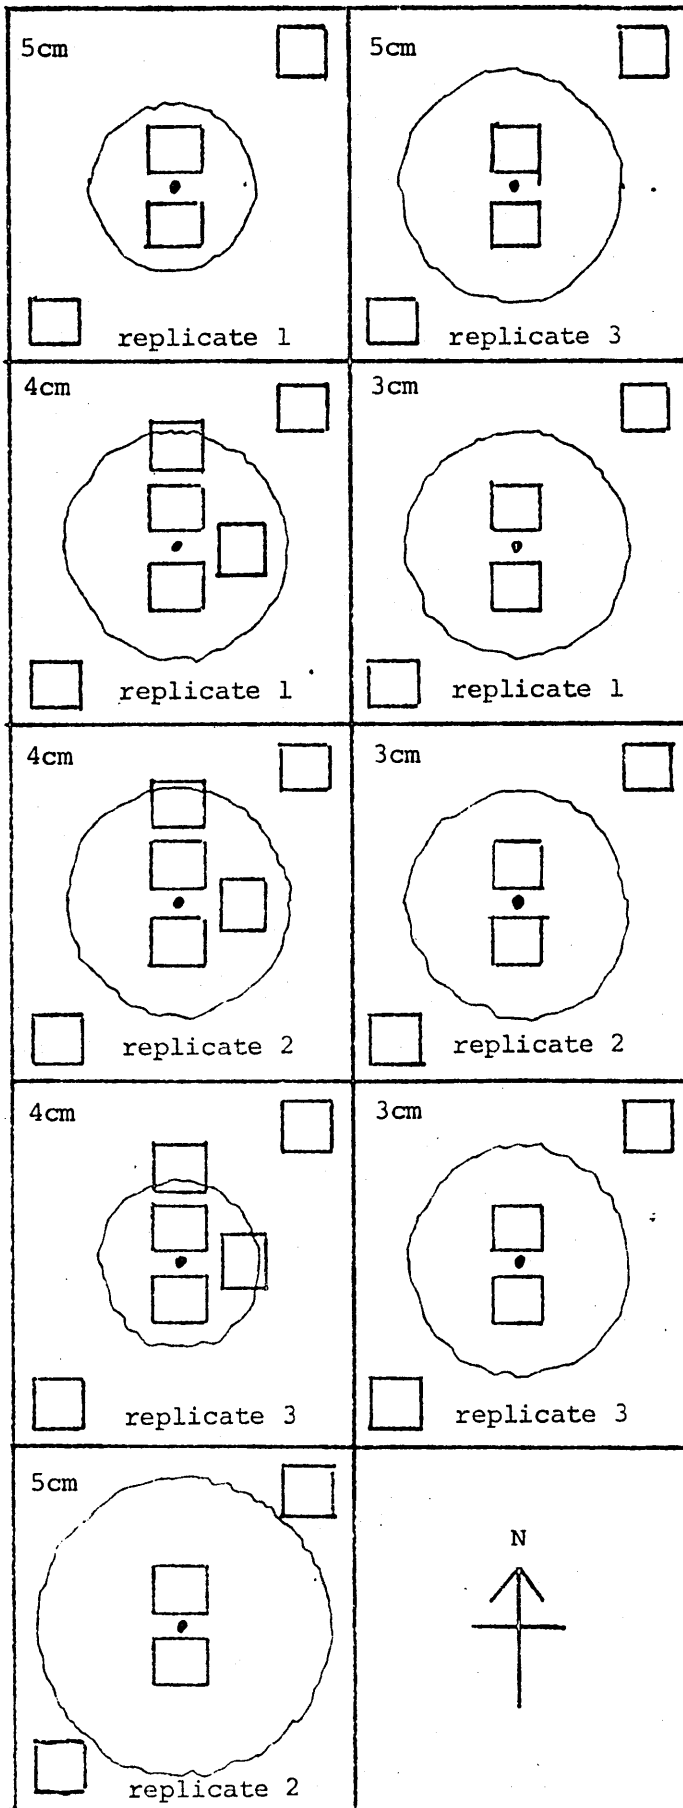 5cm
replicate 1
5cm
replicate 3
4cm
replicate 1
3cm
replicate 1
4cm
replicate 2
3cm
replicate 2
4cm
replicate 3
3cm
replicate 3
5cm
replicate 2
N